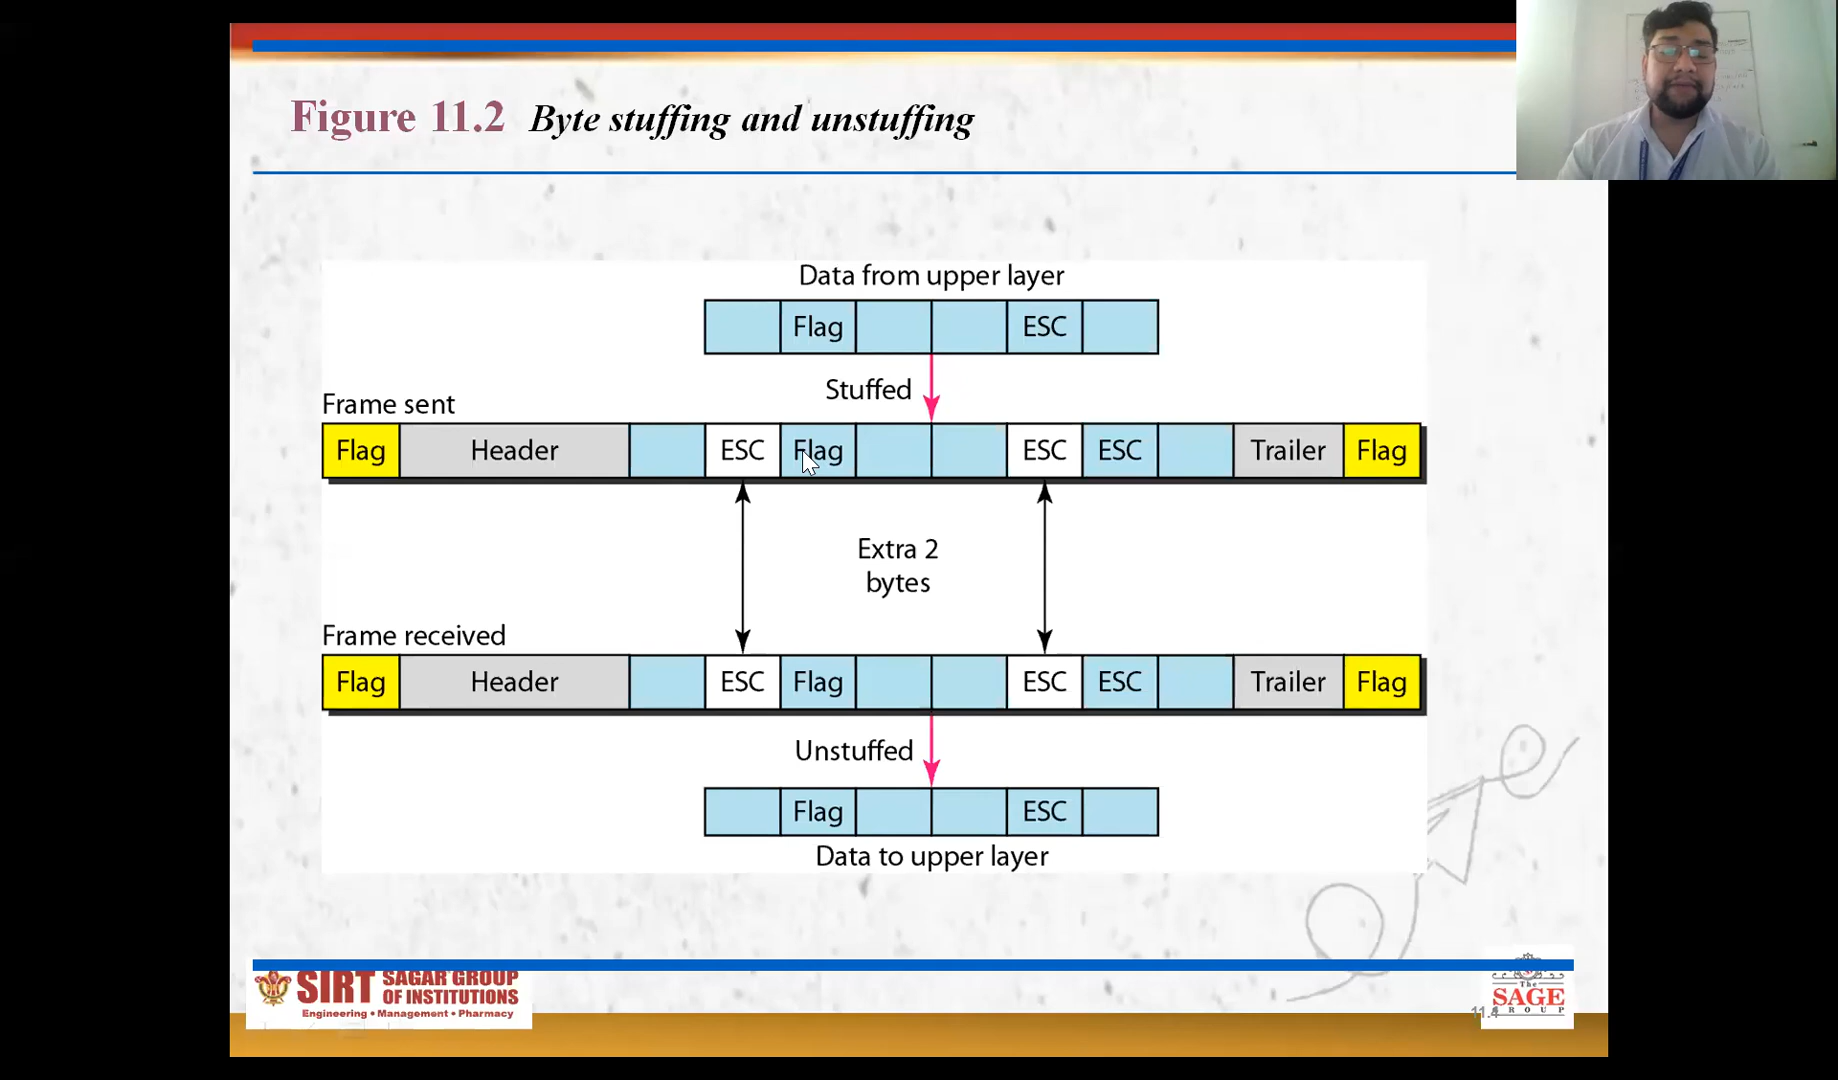 Figure 11.2 Byte stuffing and unstuffing
Data from upper layer
Flag ESC
Stuffed
Frame sent
Flag Header ESC Flag ESC ESC Trailer Flag
Extra 2
bytes
Frame received
Flag Header ESC Flag ESC ESC Trailer Flag
Unstuffed
Flag ESC
Data to upper layer
SIRT SAGAR GROUP
OF INSTITUTIONS
Engineering • Management • Pharmacy
The
SAGE
GROUP
11.4